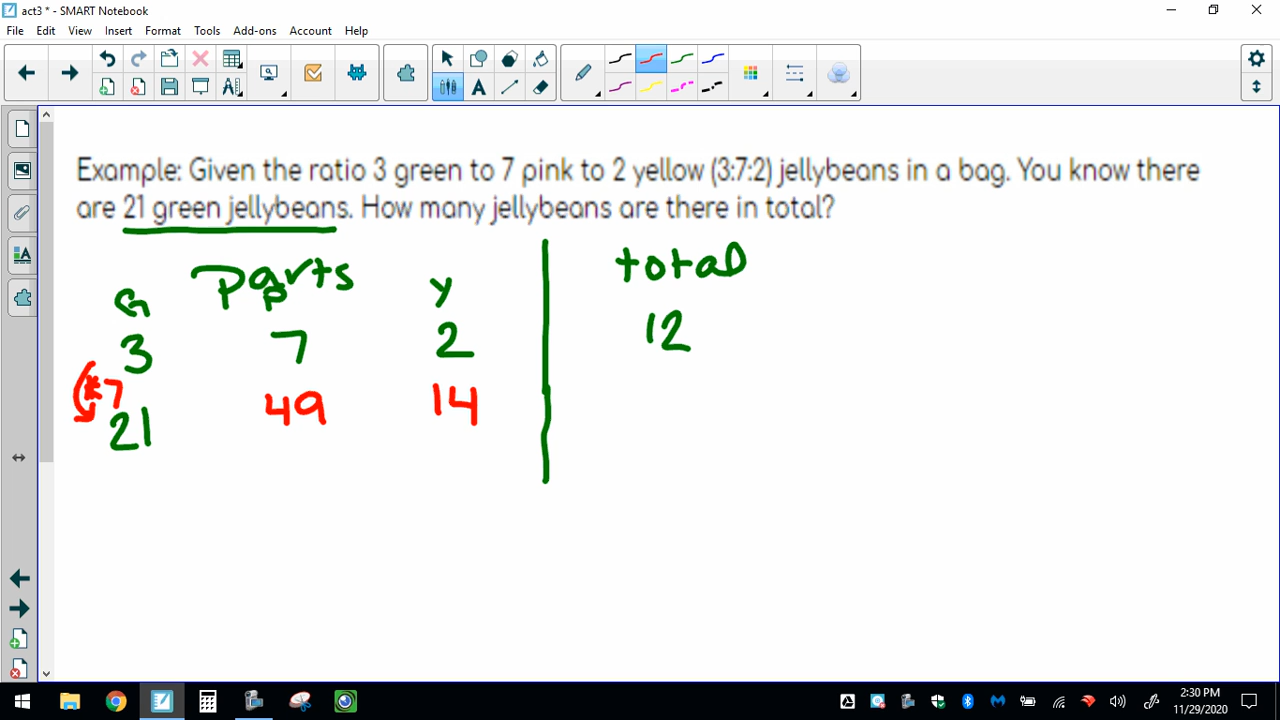 act3 * - SMART Notebook
File Edit View Insert Format Tools Add-ons Account Help
Example: Given the ratio 3 green to 7 pink to 2 yellow (3:7:2) jellybeans in a bag. You know there
are 21 green jellybeans. How many jellybeans are there in total?
Parts total
G P Y
3 7 2 12
*7
21 49 14
2:30 PM
11/29/2020